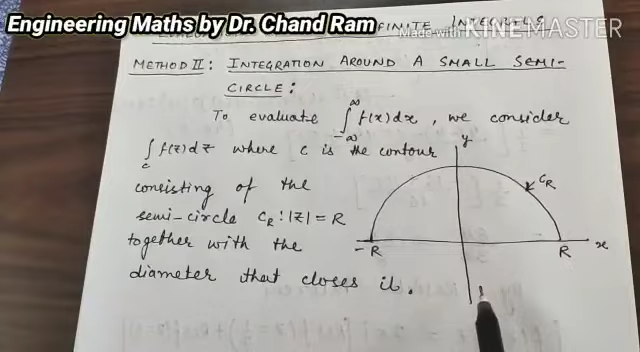 Engineering Maths by Dr. Chand Ram
Made with KINEMASTER
FINITE INTEGRALS
METHOD II: INTEGRATION AROUND A SMALL SEMI-
CIRCLE:
To evaluate ∫_{-∞}^{∞} f(x)dx, we consider
∫_c f(z)dz where c is the contour
consisting of the
semi-circle C_R: |z| = R
together with the
diameter that closes it.
y
C_R
-R R x